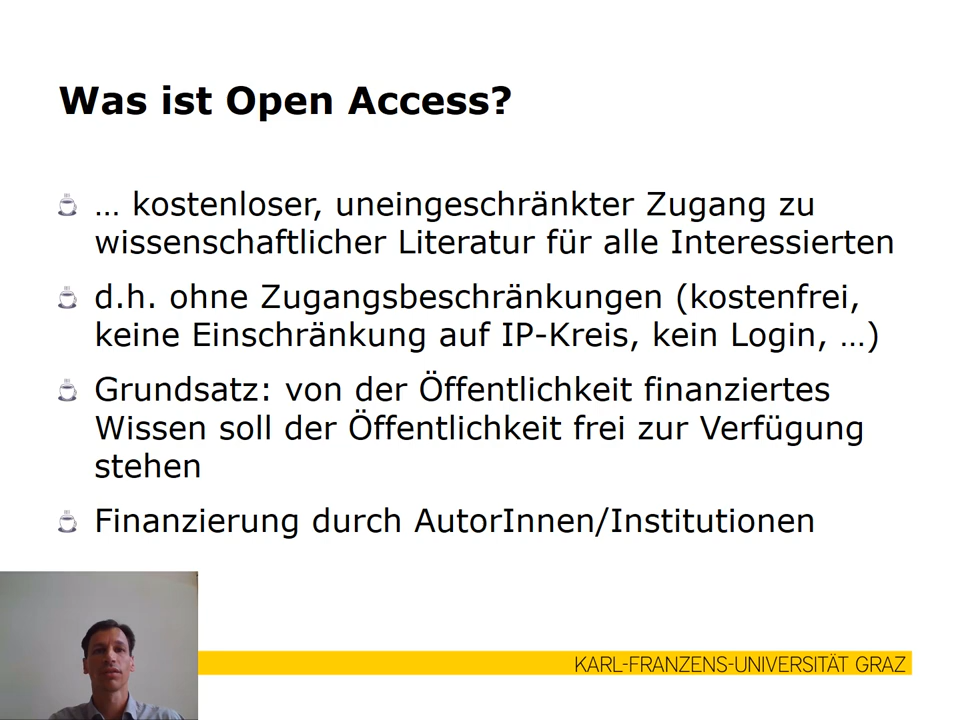 Was ist Open Access?
… kostenloser, uneingeschränkter Zugang zu
wissenschaftlicher Literatur für alle Interessierten
d.h. ohne Zugangsbeschränkungen (kostenfrei,
keine Einschränkung auf IP-Kreis, kein Login, …)
Grundsatz: von der Öffentlichkeit finanziertes
Wissen soll der Öffentlichkeit frei zur Verfügung
stehen
Finanzierung durch AutorInnen/Institutionen
KARL-FRANZENS-UNIVERSITÄT GRAZ